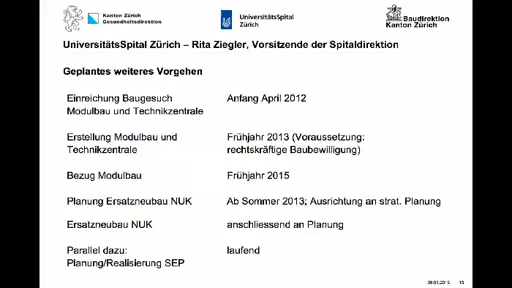 Kanton Zürich
Gesundheitsdirektion
UniversitätsSpital
Zürich
Baudirektion
Kanton Zürich
UniversitätsSpital Zürich – Rita Ziegler, Vorsitzende der Spitaldirektion
Geplantes weiteres Vorgehen
Einreichung Baugesuch Anfang April 2012
Modulbau und Technikzentrale
Erstellung Modulbau und Frühjahr 2013 (Voraussetzung:
Technikzentrale rechtskräftige Baubewilligung)
Bezug Modulbau Frühjahr 2015
Planung Ersatzneubau NUK Ab Sommer 2013; Ausrichtung an strat. Planung
Ersatzneubau NUK anschliessend an Planung
Parallel dazu: laufend
Planung/Realisierung SEP